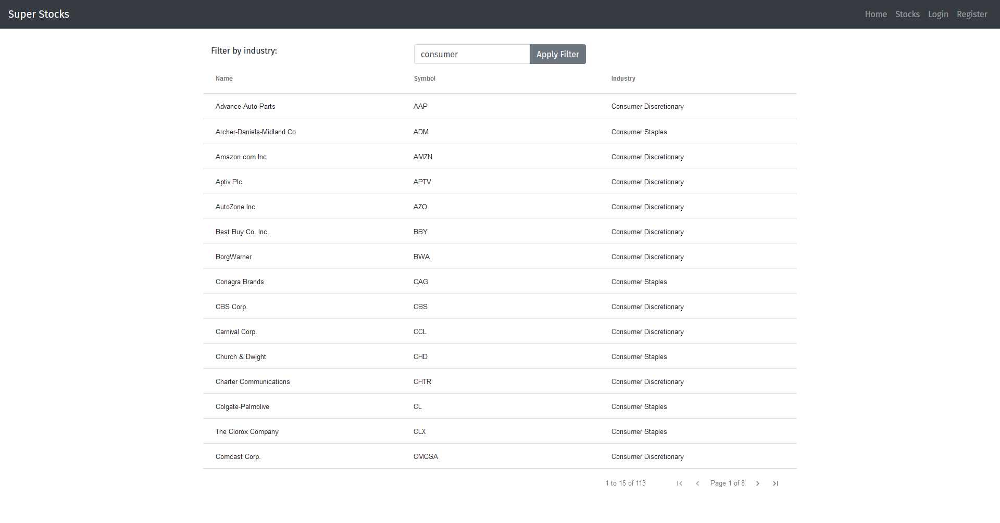 Super Stocks Home Stocks Login Register
Filter by industry: consumer Apply Filter
Name Symbol Industry
Advance Auto Parts AAP Consumer Discretionary
Archer-Daniels-Midland Co ADM Consumer Staples
Amazon.com Inc AMZN Consumer Discretionary
Aptiv Plc APTV Consumer Discretionary
AutoZone Inc AZO Consumer Discretionary
Best Buy Co. Inc. BBY Consumer Discretionary
BorgWarner BWA Consumer Discretionary
Conagra Brands CAG Consumer Staples
CBS Corp. CBS Consumer Discretionary
Carnival Corp. CCL Consumer Discretionary
Church & Dwight CHD Consumer Staples
Charter Communications CHTR Consumer Discretionary
Colgate-Palmolive CL Consumer Staples
The Clorox Company CLX Consumer Staples
Comcast Corp. CMCSA Consumer Discretionary
1 to 15 of 113 Page 1 of 8